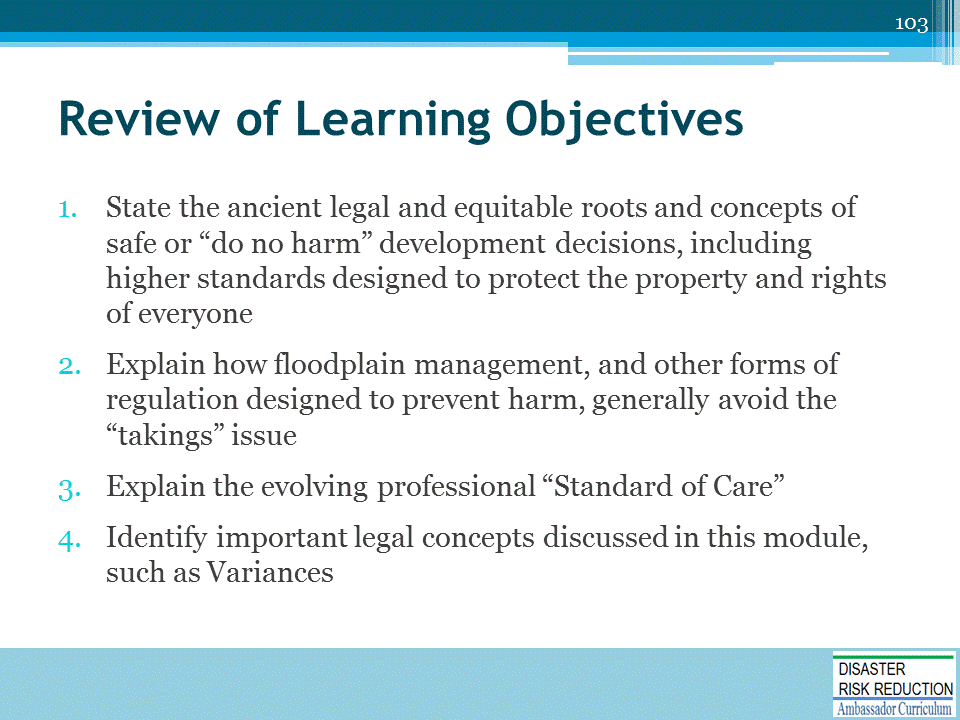 103
Review of Learning Objectives
1. State the ancient legal and equitable roots and concepts of
safe or “do no harm” development decisions, including
higher standards designed to protect the property and rights
of everyone
2. Explain how floodplain management, and other forms of
regulation designed to prevent harm, generally avoid the
“takings” issue
3. Explain the evolving professional “Standard of Care”
4. Identify important legal concepts discussed in this module,
such as Variances
DISASTER
RISK REDUCTION
Ambassador Curriculum